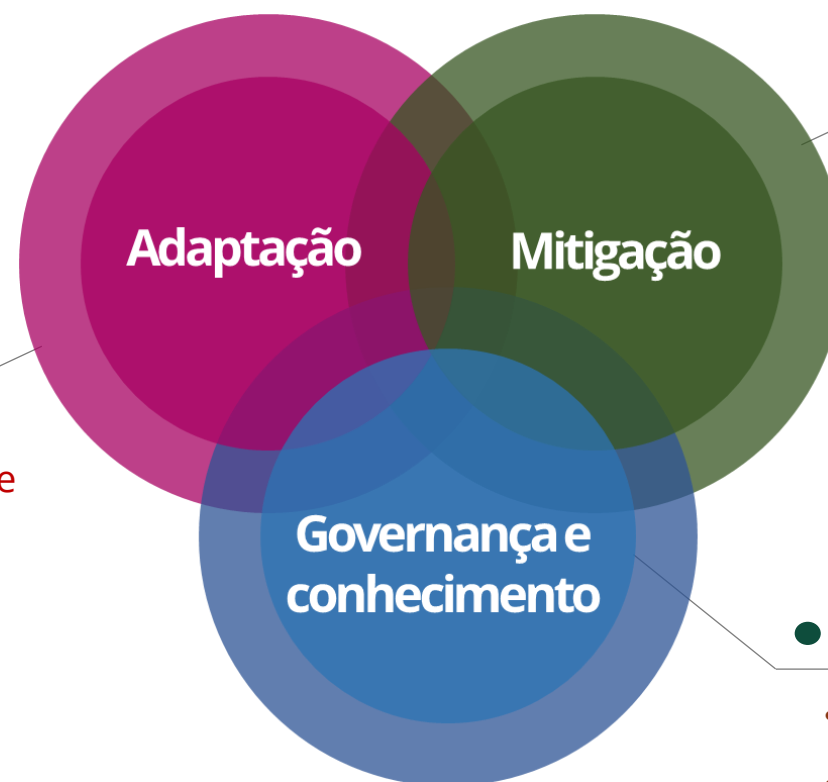 Adaptação
Mitigação
e
Governança e
conhecimento